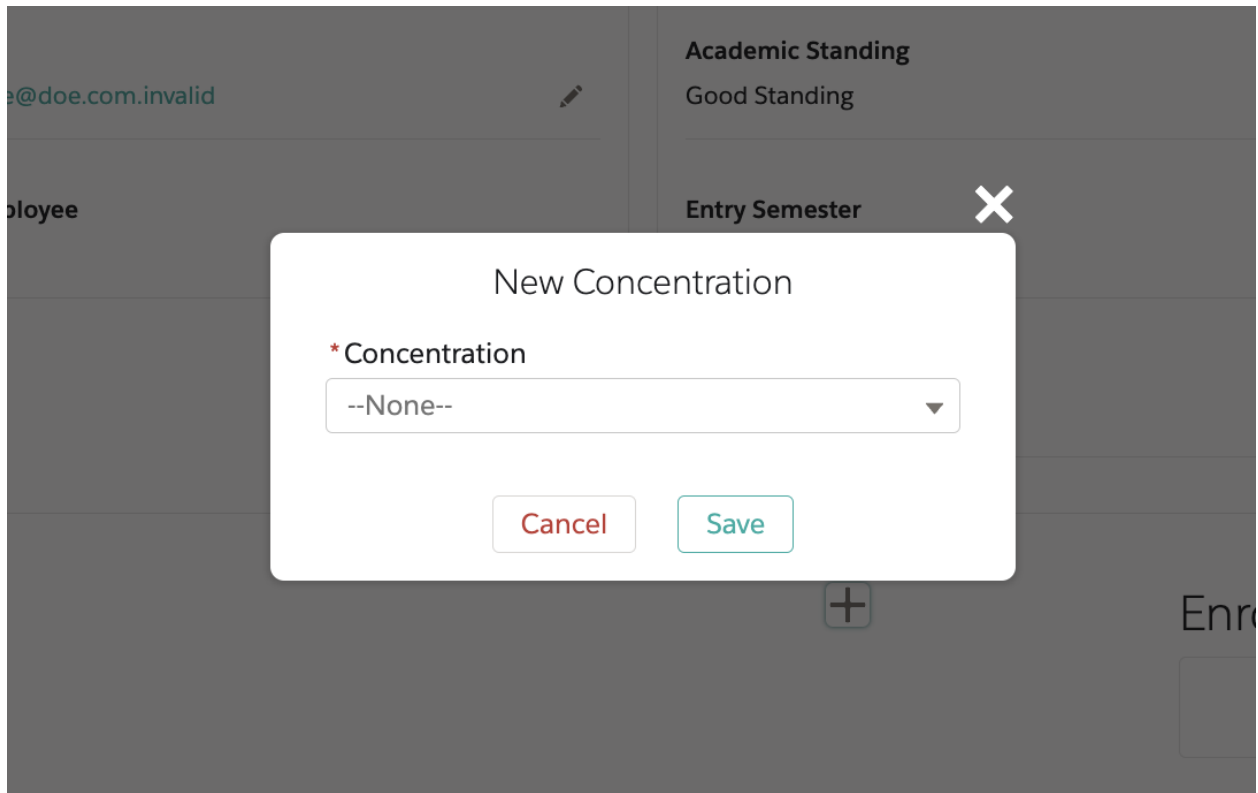 Academic Standing
e@doe.com.invalid
Good Standing
ployee
Entry Semester
New Concentration
*Concentration
--None--
Cancel
Save
Enro